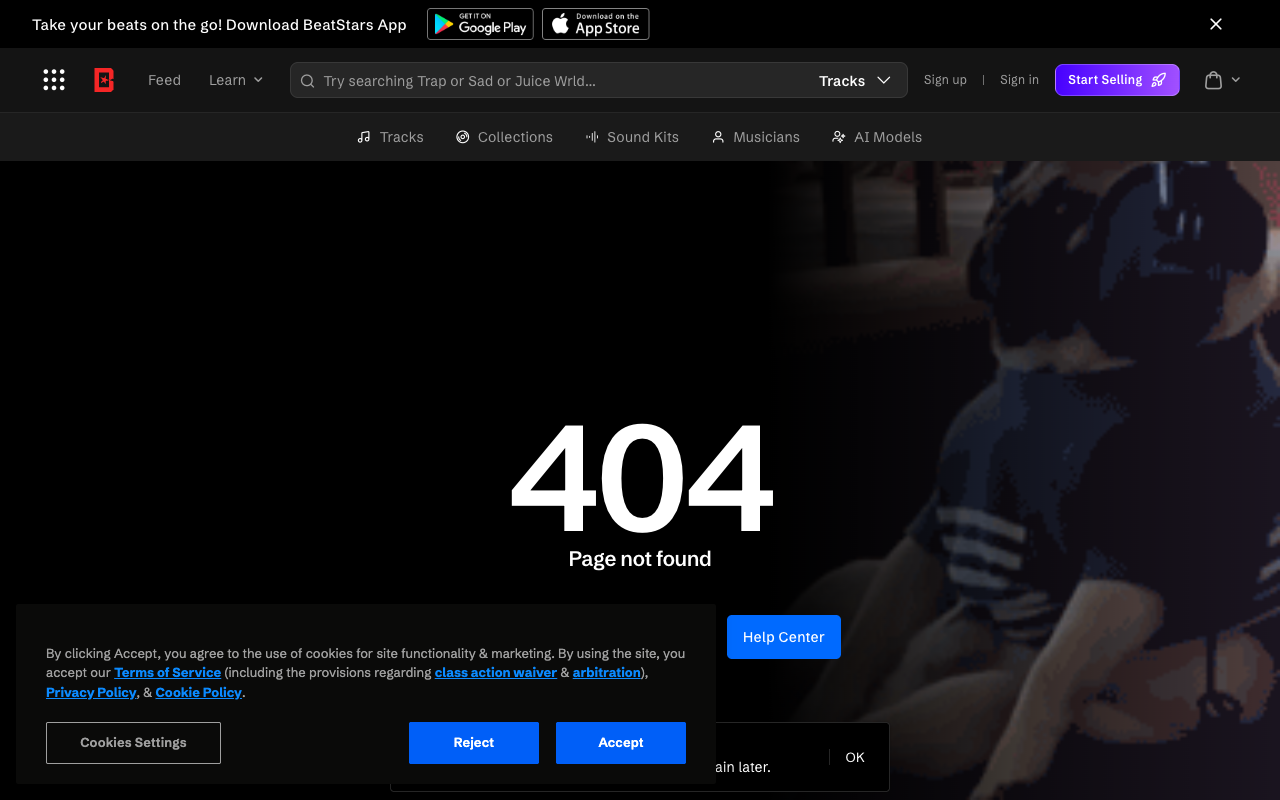 Take your beats on the go! Download BeatStars App
GET IT ON
Google Play
Download on the
App Store
Feed
Learn
Try searching Trap or Sad or Juice Wrld...
Tracks
Sign up
Sign in
Start Selling
Tracks
Collections
Sound Kits
Musicians
AI Models
404
Page not found
Help Center
By clicking Accept, you agree to the use of cookies for site functionality & marketing. By using the site, you
accept our Terms of Service (including the provisions regarding class action waiver & arbitration),
Privacy Policy, & Cookie Policy.
Cookies Settings
Reject
Accept
ain later.
OK